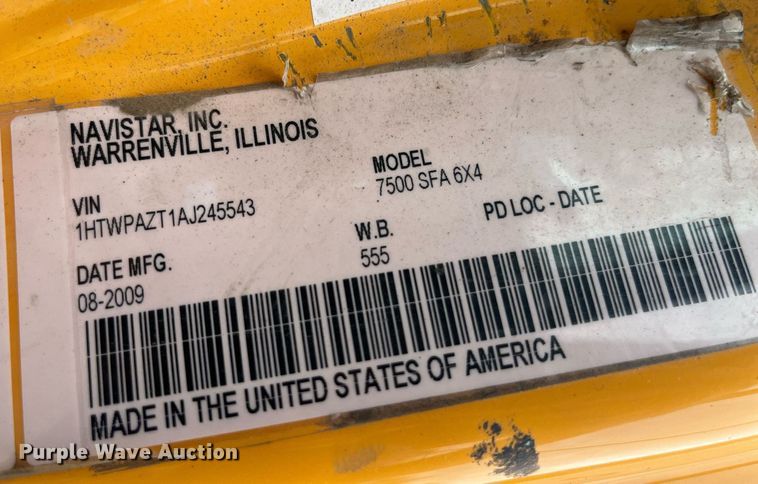 NAVISTAR, INC.
WARRENVILLE, ILLINOIS
MODEL
7500 SFA 6X4
VIN
1HTWPAZT1AJ245543
PD LOC - DATE
W.B.
555
DATE MFG.
08-2009
MADE IN THE UNITED STATES OF AMERICA
Purple Wave Auction